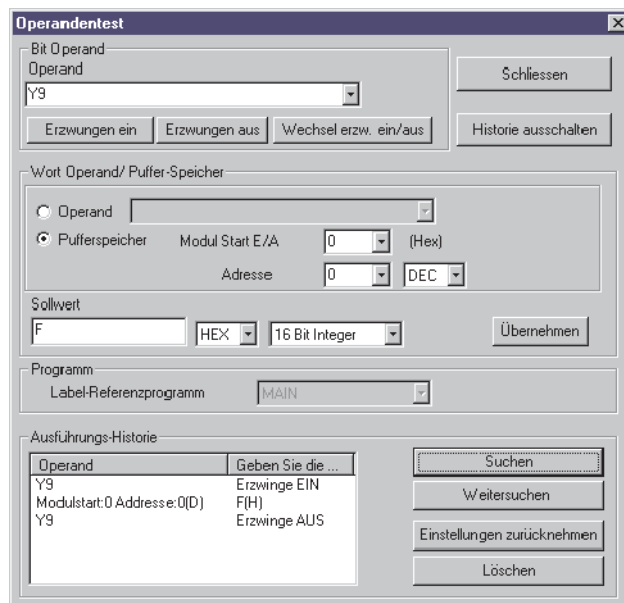 Operandentest
Bit Operand
Operand
Y9
Schliessen
Erzwungen ein
Erzwungen aus
Wechsel erzw. ein/aus
Historie ausschalten
Wort Operand/ Puffer-Speicher
Operand
Pufferspeicher
Modul Start E/A
0
(Hex)
Adresse
0
DEC
Sollwert
F
HEX
16 Bit Integer
Übernehmen
Programm
Label-Referenzprogramm
MAIN
Ausführungs-Historie
Operand
Geben Sie die ...
Y9
Erzwinge EIN
Modulstart:0 Addresse:0(D)
F(H)
Y9
Erzwinge AUS
Suchen
Weitersuchen
Einstellungen zurücknehmen
Löschen